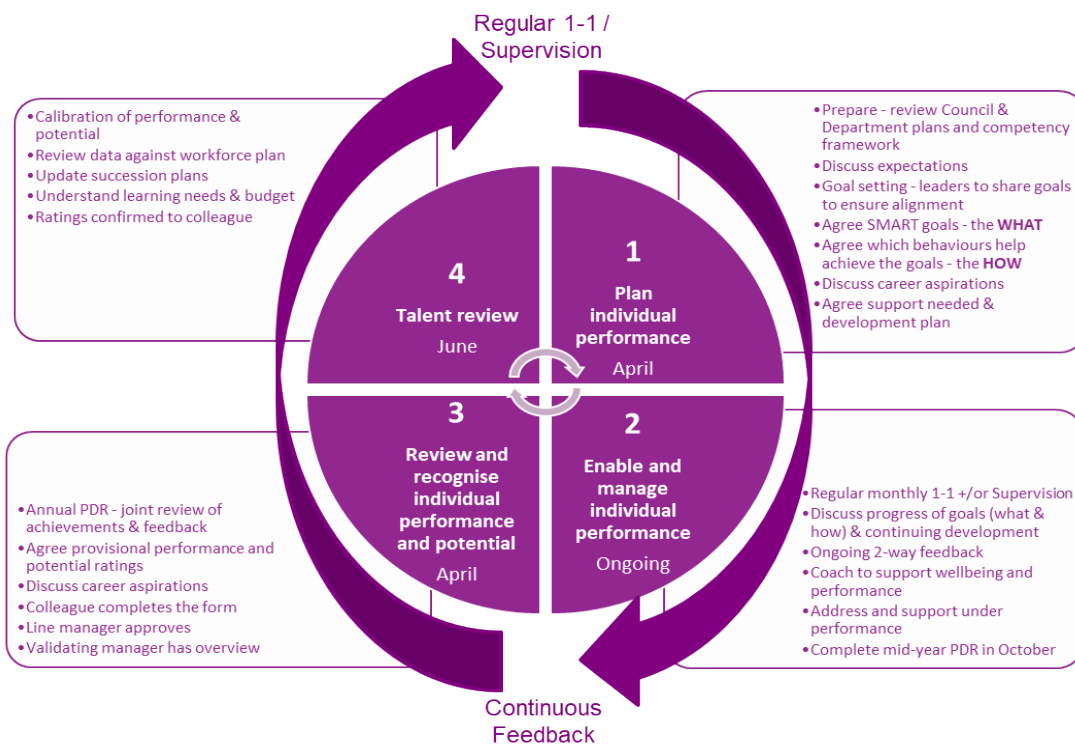 Regular 1-1 /
Supervision
•Calibration of performance &
potential
•Review data against workforce plan
•Update succession plans
•Understand learning needs & budget
•Ratings confirmed to colleague
•Prepare - review Council &
Department plans and competency
framework
•Discuss expectations
•Goal setting - leaders to share goals
to ensure alignment
•Agree SMART goals - the WHAT
•Agree which behaviours help
achieve the goals - the HOW
•Discuss career aspirations
•Agree support needed &
development plan
4
Talent review
June
1
Plan
individual
performance
April
3
Review and
recognise
individual
performance
and potential
April
2
Enable and
manage
individual
performance
Ongoing
•Annual PDR - joint review of
achievements & feedback
•Agree provisional performance and
potential ratings
•Discuss career aspirations
•Colleague completes the form
•Line manager approves
•Validating manager has overview
•Regular monthly 1-1 +/or Supervision
•Discuss progress of goals (what &
how) & continuing development
•Ongoing 2-way feedback
•Coach to support wellbeing and
performance
•Address and support under
performance
•Complete mid-year PDR in October
Continuous
Feedback